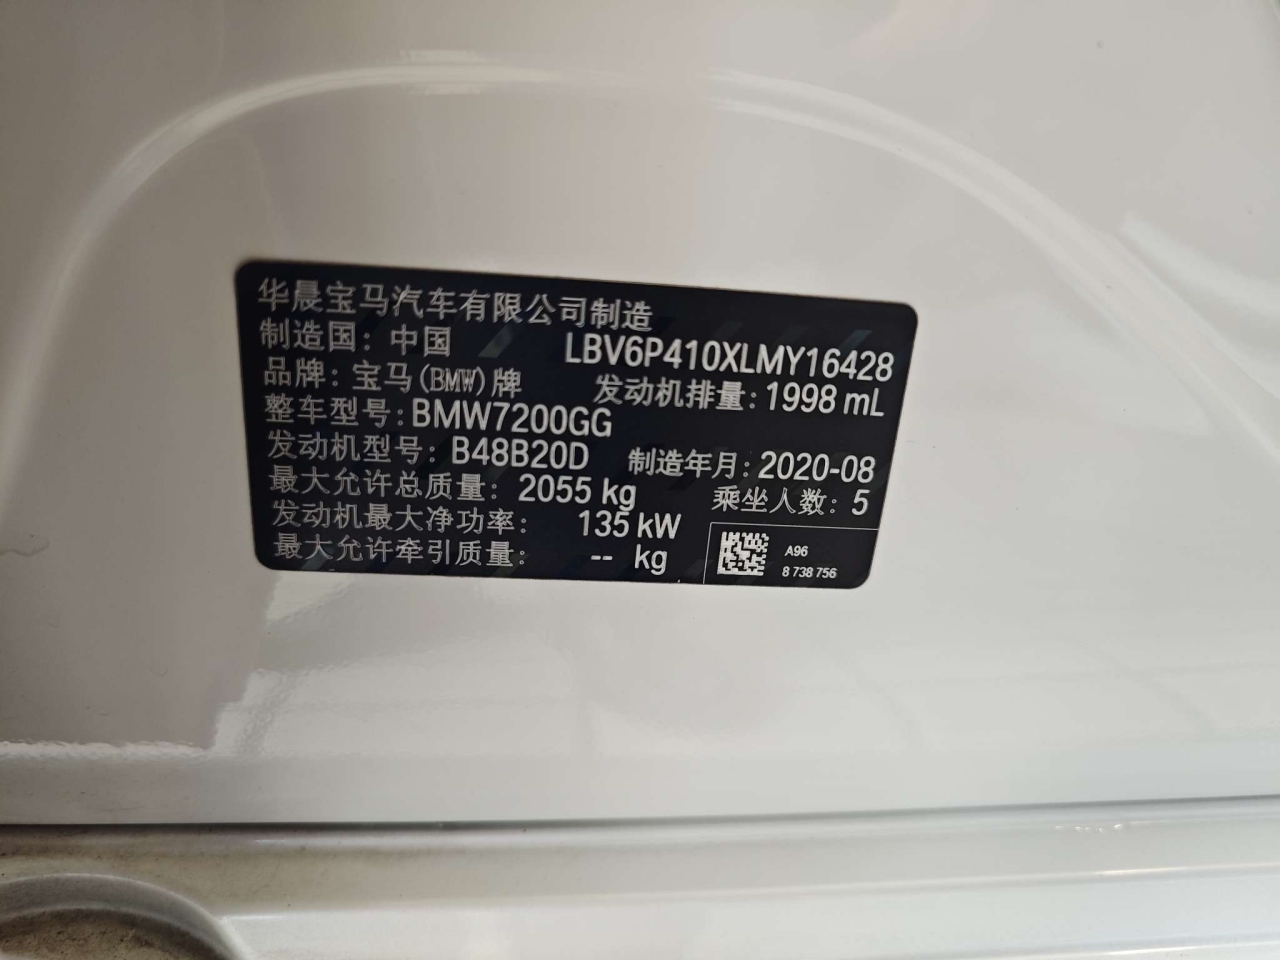 华晨宝马汽车有限公司制造
制造国：中国 LBV6P410XLMY16428
品牌：宝马(BMW)牌 发动机排量：1998 mL
整车型号：BMW7200GG
发动机型号：B48B20D 制造年月：2020-08
最大允许总质量：2055 kg 乘坐人数：5
发动机最大净功率： 135 kW
最大允许牵引质量： -- kg
A96
8 738 756